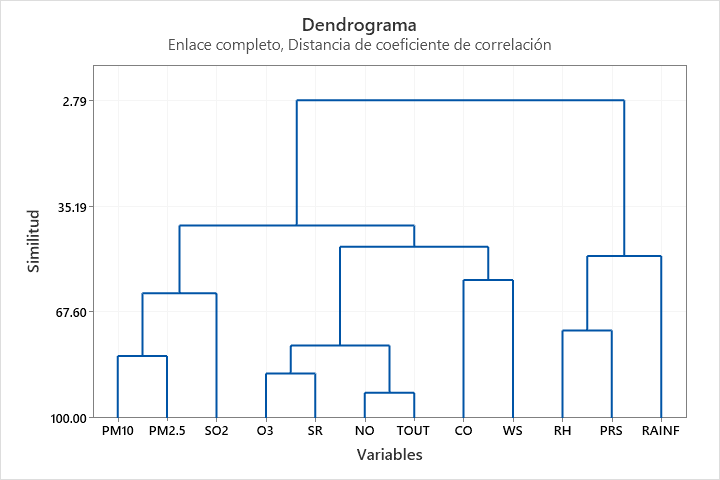 Dendrograma
Enlace completo, Distancia de coeficiente de correlación
2.79
35.19
67.60
100.00
Similitud
PM10 PM2.5 SO2 O3 SR NO TOUT CO WS RH PRS RAINF
Variables